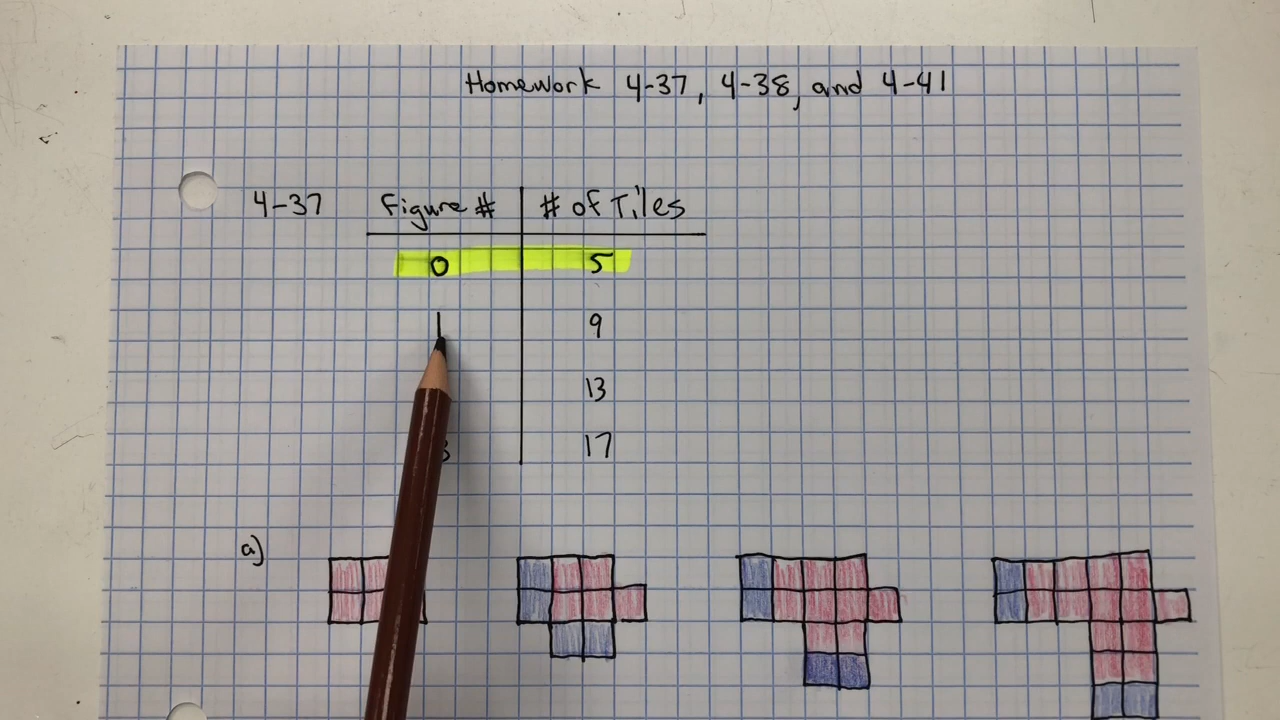 Homework 4-37, 4-38, and 4-41
4-37 Figure # # of Tiles
0 5
1 9
13
3 17
a)